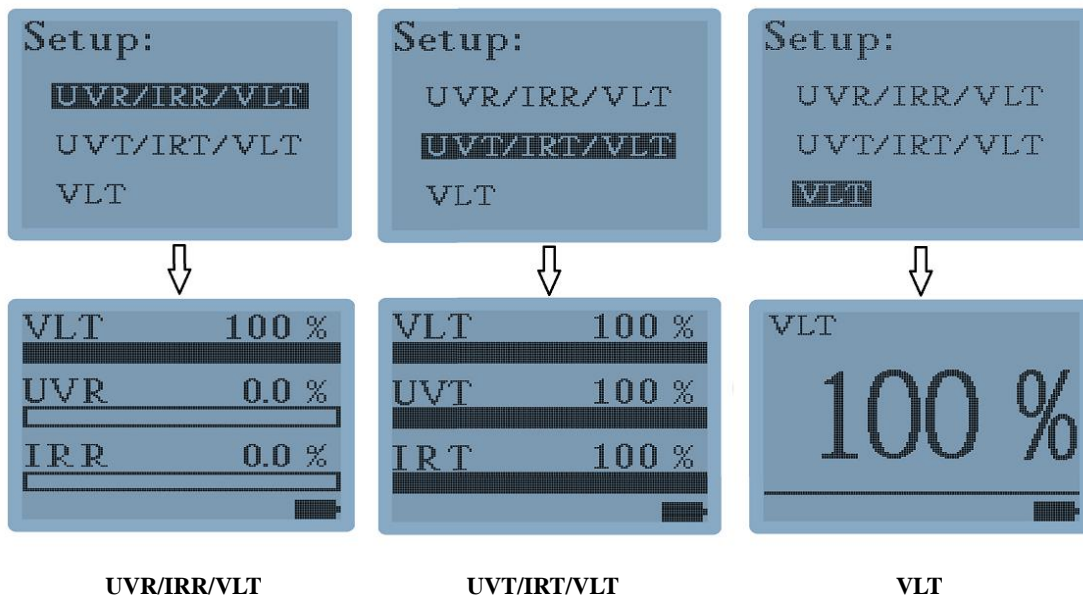 Setup:
UVR/IRR/VLT
UVT/IRT/VLT
VLT
Setup:
UVR/IRR/VLT
UVT/IRT/VLT
VLT
Setup:
UVR/IRR/VLT
UVT/IRT/VLT
VLT
VLT 100 %
UVR 0.0 %
IRR 0.0 %
VLT 100 %
UVT 100 %
IRT 100 %
VLT
100 %
UVR/IRR/VLT
UVT/IRT/VLT
VLT